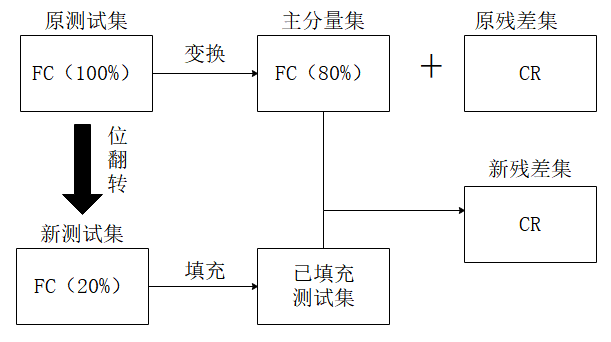 原测试集
主分量集
原残差集
FC（100%）
变换
FC（80%）
+
CR
位
翻
转
新残差集
CR
新测试集
FC（20%）
填充
已填充
测试集